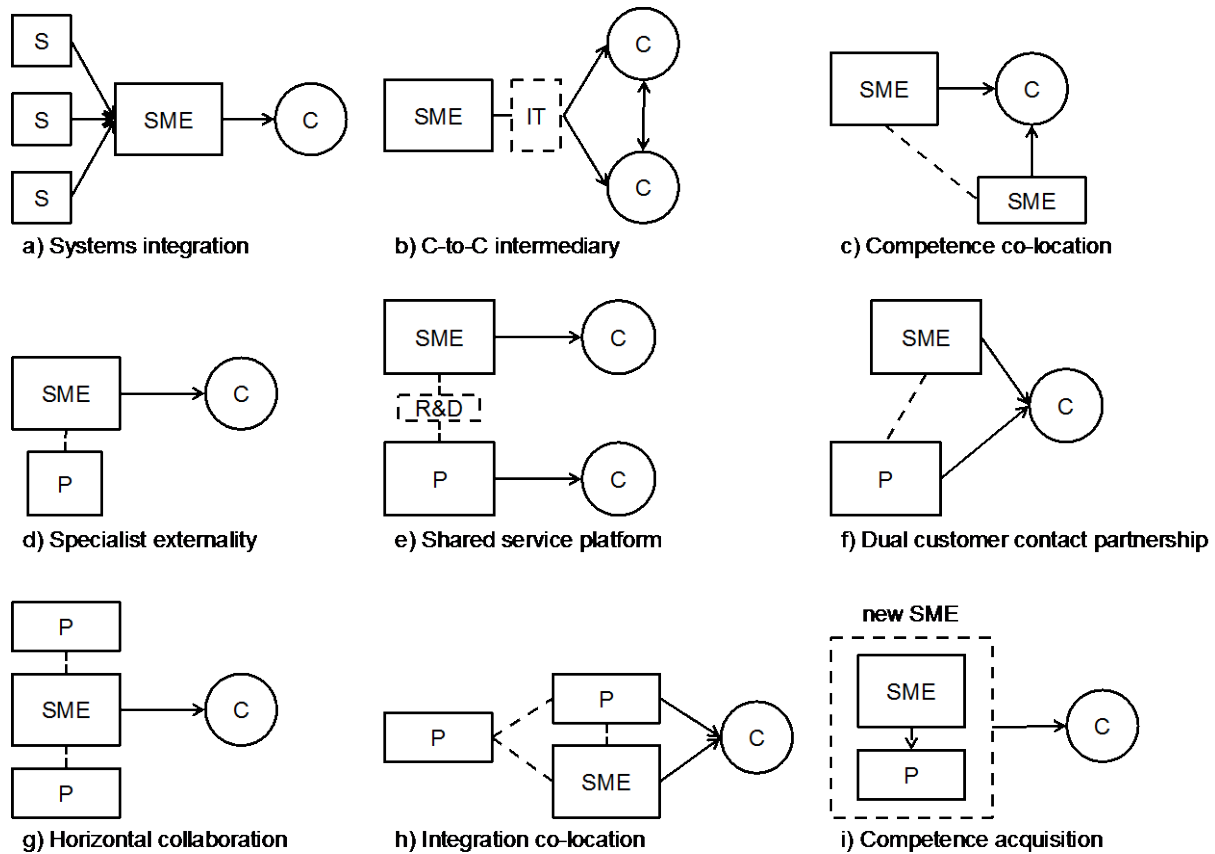 S
S
S
SME
C
a) Systems integration
SME
IT
C
C
b) C-to-C intermediary
SME
C
SME
c) Competence co-location
SME
C
P
d) Specialist externality
SME
C
R&D
P
C
e) Shared service platform
SME
C
P
f) Dual customer contact partnership
P
SME
C
P
g) Horizontal collaboration
P
P
SME
C
h) Integration co-location
new SME
SME
P
C
i) Competence acquisition